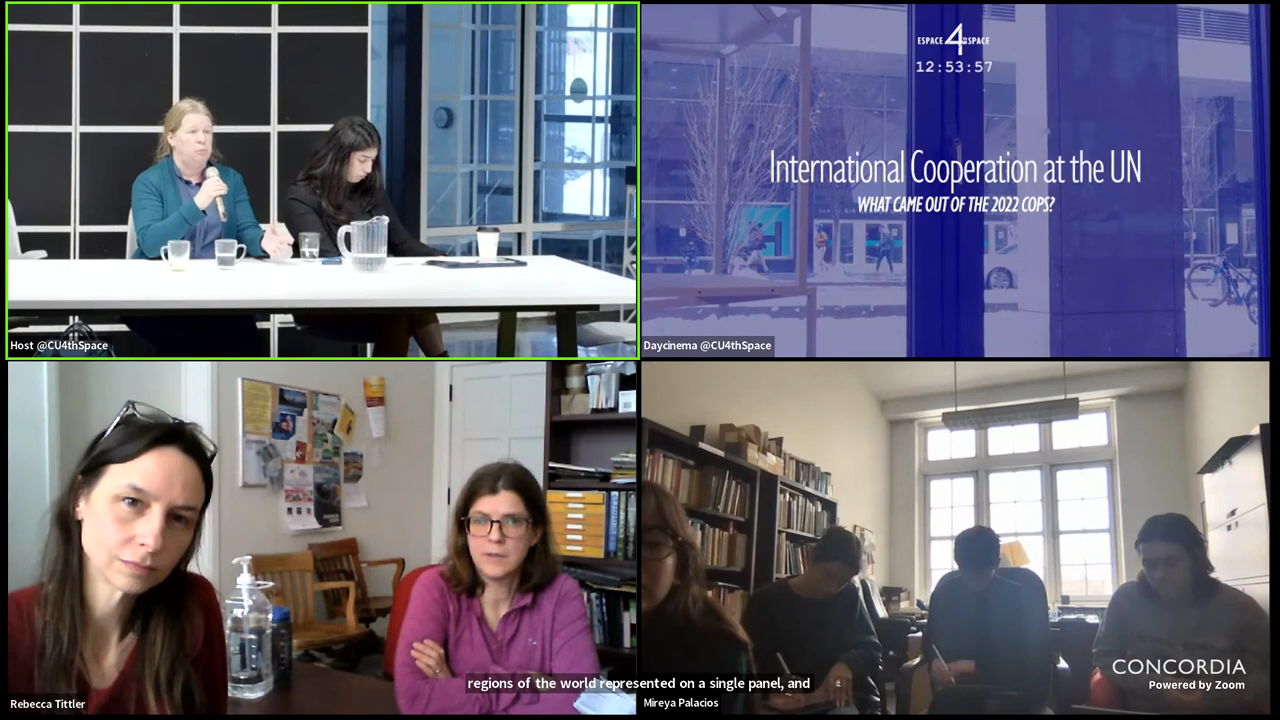 ESPACE 4TH SPACE
12:53:57
International Cooperation at the UN
WHAT CAME OUT OF THE 2022 COPS?
Host @CU4thSpace
Daycinema @CU4thSpace
regions of the world represented on a single panel, and
Rebecca Tittler
Mireya Palacios
CONCORDIA
Powered by Zoom